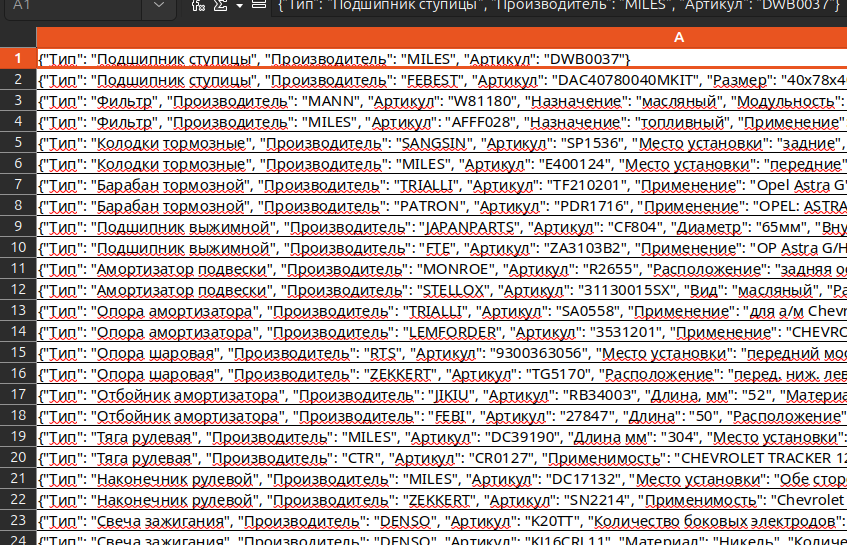 A1
{"Тип": "Подшипник ступицы", "Производитель": "MILES", "Артикул": "DWB0037"}
A
1 {"Тип": "Подшипник ступицы", "Производитель": "MILES", "Артикул": "DWB0037"}
2 {"Тип": "Подшипник ступицы", "Производитель": "FEBEST", "Артикул": "DAC40780040MKIT", "Размер": "40x78x4
3 {"Тип": "Фильтр", "Производитель": "MANN", "Артикул": "W81180", "Назначение": "масляный", "Модульность":
4 {"Тип": "Фильтр", "Производитель": "MILES", "Артикул": "AFFF028", "Назначение": "топливный", "Применение"
5 {"Тип": "Колодки тормозные", "Производитель": "SANGSIN", "Артикул": "SP1536", "Место установки": "задние",
6 {"Тип": "Колодки тормозные", "Производитель": "MILES", "Артикул": "E400124", "Место установки": "передние"
7 {"Тип": "Барабан тормозной", "Производитель": "TRIALLI", "Артикул": "TF210201", "Применение": "Opel Astra G"
8 {"Тип": "Барабан тормозной", "Производитель": "PATRON", "Артикул": "PDR1716", "Применение": "OPEL: ASTRA
9 {"Тип": "Подшипник выжимной", "Производитель": "JAPANPARTS", "Артикул": "CF804", "Диаметр": "65мм", "Вну
10 {"Тип": "Подшипник выжимной", "Производитель": "FTE", "Артикул": "ZA3103B2", "Применение": "OP Astra G/H
11 {"Тип": "Амортизатор подвески", "Производитель": "MONROE", "Артикул": "R2655", "Расположение": "задняя ос
12 {"Тип": "Амортизатор подвески", "Производитель": "STELLOX", "Артикул": "31130015SX", "Вид": "масляный", "Ра
13 {"Тип": "Опора амортизатора", "Производитель": "TRIALLI", "Артикул": "SA0558", "Применение": "для а/м Chevr
14 {"Тип": "Опора амортизатора", "Производитель": "LEMFORDER", "Артикул": "3531201", "Применение": "CHEVRO
15 {"Тип": "Опора шаровая", "Производитель": "RTS", "Артикул": "9300363056", "Место установки": "передний мос
16 {"Тип": "Опора шаровая", "Производитель": "ZEKKERT", "Артикул": "TG5170", "Расположение": "перед. ниж. лев
17 {"Тип": "Отбойник амортизатора", "Производитель": "JIKIU", "Артикул": "RB34003", "Длина, мм": "52", "Материа
18 {"Тип": "Отбойник амортизатора", "Производитель": "FEBI", "Артикул": "27847", "Длина": "50", "Расположение"
19 {"Тип": "Тяга рулевая", "Производитель": "MILES", "Артикул": "DC39190", "Длина мм": "304", "Место установки":
20 {"Тип": "Тяга рулевая", "Производитель": "CTR", "Артикул": "CR0127", "Применимость": "CHEVROLET TRACKER 12
21 {"Тип": "Наконечник рулевой", "Производитель": "MILES", "Артикул": "DC17132", "Место установки": "Обе стор
22 {"Тип": "Наконечник рулевой", "Производитель": "ZEKKERT", "Артикул": "SN2214", "Применимость": "Chevrolet
23 {"Тип": "Свеча зажигания", "Производитель": "DENSO", "Артикул": "K20TT", "Количество боковых электродов":
24 {"Тип": "Свеча зажигания", "Производитель": "DENSO", "Артикул": "KJ16CRL11", "Материал": "Никель", "Количе